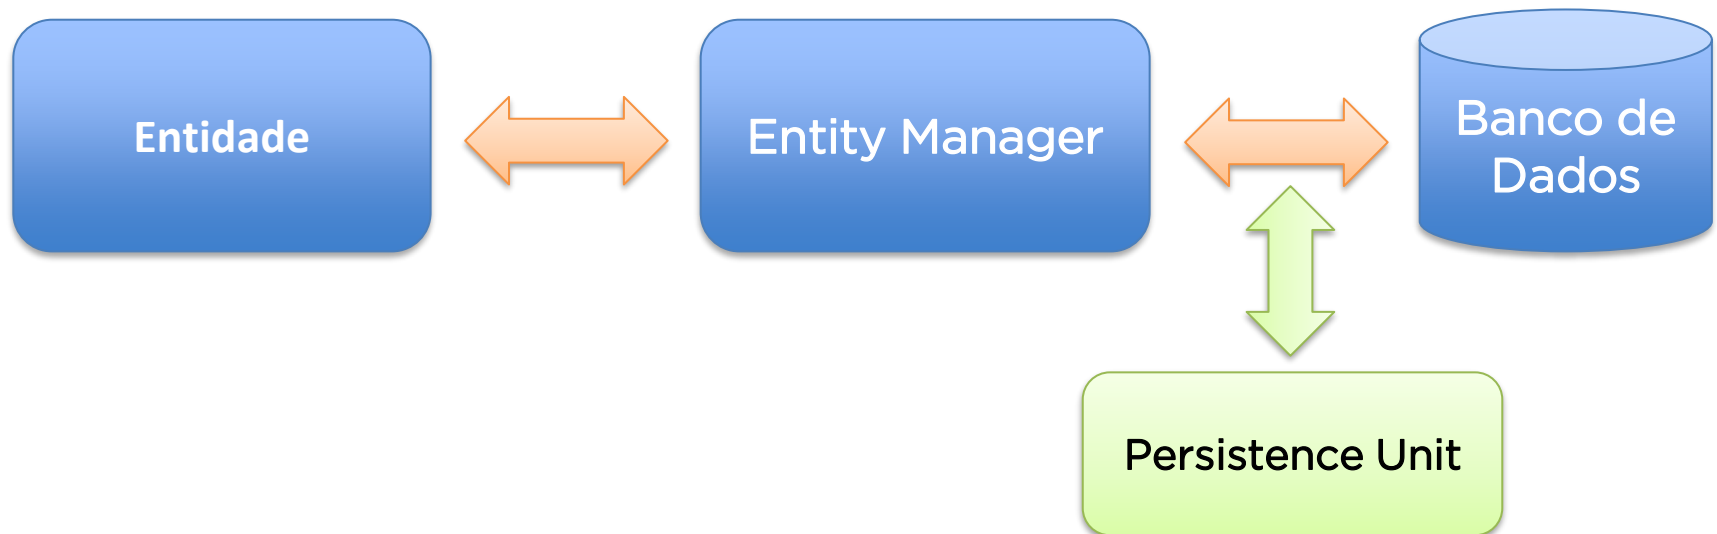 Entidade
Entity Manager
Banco de
Dados
Persistence Unit